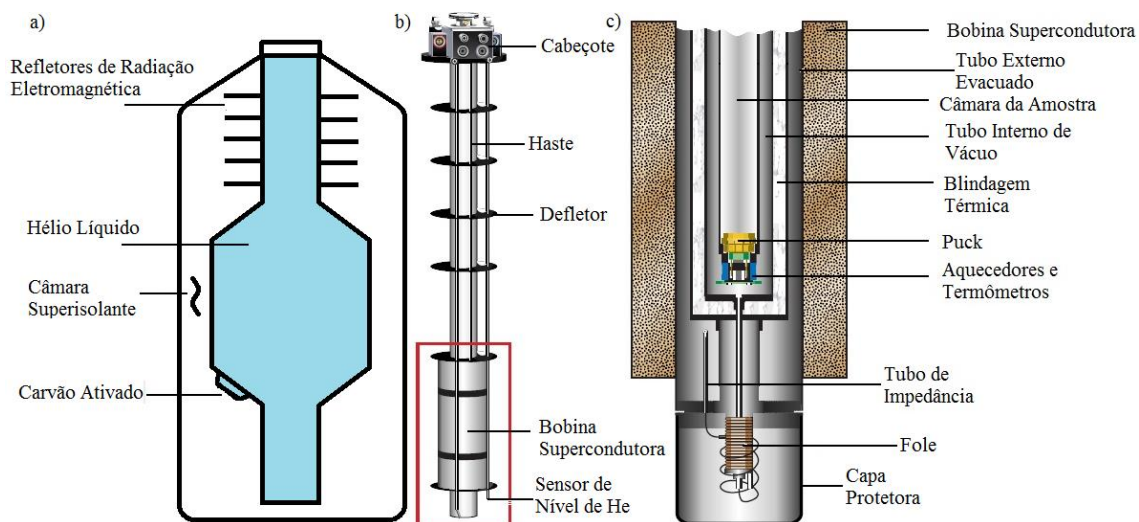 a)
Refletores de Radiação
Eletromagnética
Hélio Líquido
Câmara
Superisolante
Carvão Ativado
b)
Cabeçote
Haste
Defletor
Bobina
Supercondutora
Sensor de
Nível de He
c)
Bobina Supercondutora
Tubo Externo
Evacuado
Câmara da Amostra
Tubo Interno de
Vácuo
Blindagem
Térmica
Puck
Aquecedores e
Termômetros
Tubo de
Impedância
Fole
Capa
Protetora